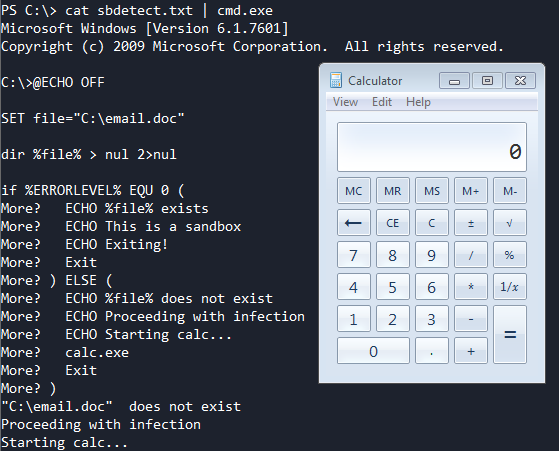 PS C:\> cat sbdetect.txt | cmd.exe
Microsoft Windows [Version 6.1.7601]
Copyright (c) 2009 Microsoft Corporation.  All rights reserved.
C:\>@ECHO OFF
SET file="C:\email.doc"
dir %file% > nul 2>nul
if %ERRORLEVEL% EQU 0 (
More?   ECHO %file% exists
More?   ECHO This is a sandbox
More?   ECHO Exiting!
More?   Exit
More? ) ELSE (
More?   ECHO %file% does not exist
More?   ECHO Proceeding with infection
More?   ECHO Starting calc...
More?   calc.exe
More?   Exit
More? )
"C:\email.doc"  does not exist
Proceeding with infection
Starting calc...
Calculator
View Edit Help
0
MC MR MS M+ M-
← CE C ± √
7 8 9 / %
4 5 6 * 1/x
1 2 3 - =
0 . +